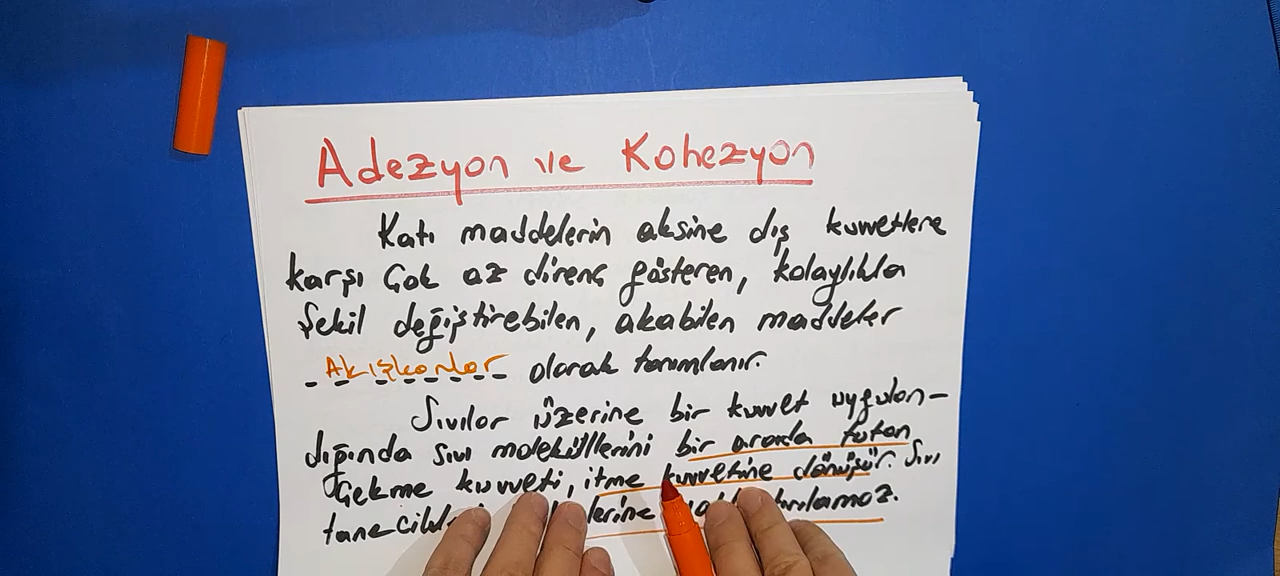 Adezyon ve Kohezyon
Katı maddelerin aksine dış kuvvetlere
karşı çok az direnç gösteren, kolaylıkla
şekil değiştirebilen, akabilen maddeler
Akışkanlar olarak tanımlanır.
Sıvılar üzerine bir kuvvet uygulan-
dığında sıvı moleküllerini bir arada tutan
çekme kuvveti, itme kuvvetine dönüşür. Sıvı